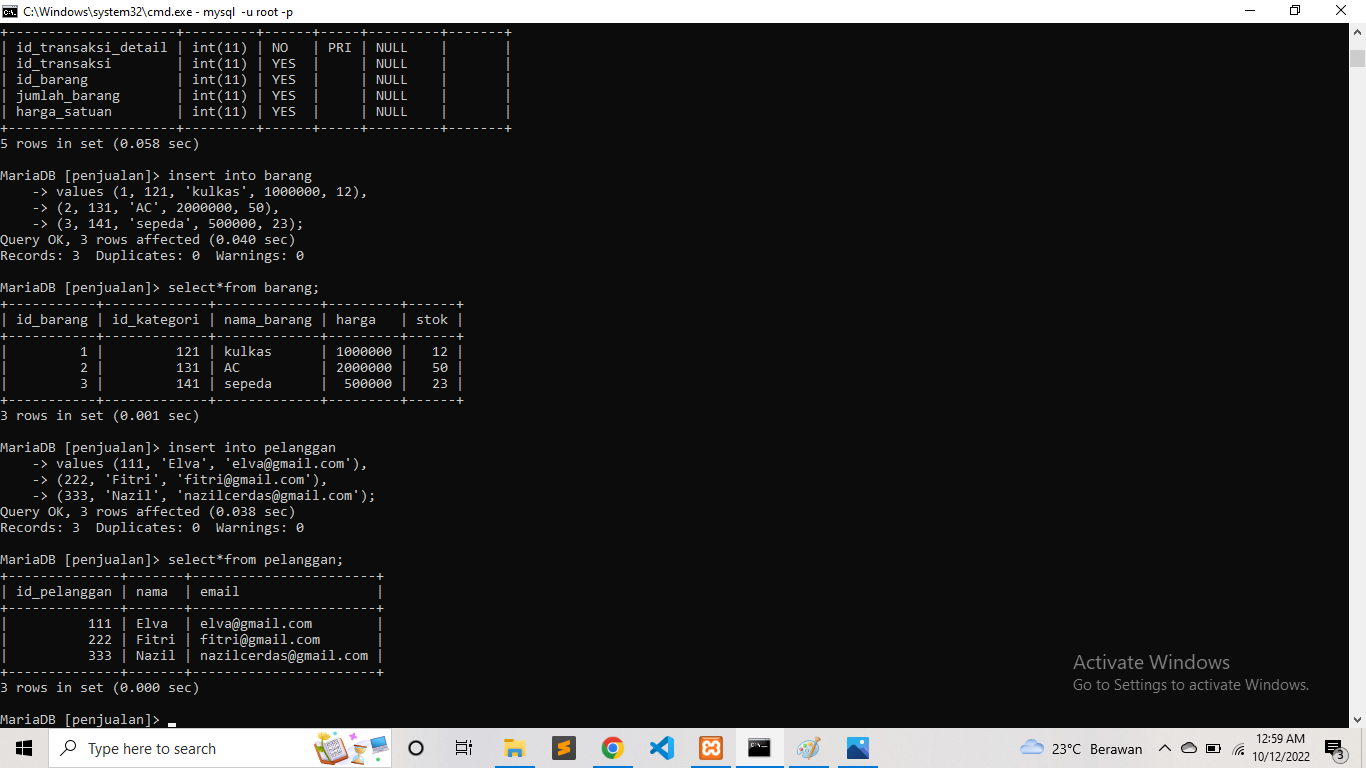 C:\Windows\system32\cmd.exe - mysql  -u root -p
+---------------------+---------+------+-----+---------+-------+
| id_transaksi_detail | int(11) | NO   | PRI | NULL    |       |
| id_transaksi        | int(11) | YES  |     | NULL    |       |
| id_barang           | int(11) | YES  |     | NULL    |       |
| jumlah_barang       | int(11) | YES  |     | NULL    |       |
| harga_satuan        | int(11) | YES  |     | NULL    |       |
+---------------------+---------+------+-----+---------+-------+
5 rows in set (0.058 sec)
MariaDB [penjualan]> insert into barang
    -> values (1, 121, 'kulkas', 1000000, 12),
    -> (2, 131, 'AC', 2000000, 50),
    -> (3, 141, 'sepeda', 500000, 23);
Query OK, 3 rows affected (0.040 sec)
Records: 3  Duplicates: 0  Warnings: 0
MariaDB [penjualan]> select*from barang;
+-----------+-------------+-------------+---------+------+
| id_barang | id_kategori | nama_barang | harga   | stok |
+-----------+-------------+-------------+---------+------+
|         1 |         121 | kulkas      | 1000000 |   12 |
|         2 |         131 | AC          | 2000000 |   50 |
|         3 |         141 | sepeda      |  500000 |   23 |
+-----------+-------------+-------------+---------+------+
3 rows in set (0.001 sec)
MariaDB [penjualan]> insert into pelanggan
    -> values (111, 'Elva', 'elva@gmail.com'),
    -> (222, 'Fitri', 'fitri@gmail.com'),
    -> (333, 'Nazil', 'nazilcerdas@gmail.com');
Query OK, 3 rows affected (0.038 sec)
Records: 3  Duplicates: 0  Warnings: 0
MariaDB [penjualan]> select*from pelanggan;
+--------------+-------+-----------------------+
| id_pelanggan | nama  | email                 |
+--------------+-------+-----------------------+
|          111 | Elva  | elva@gmail.com        |
|          222 | Fitri | fitri@gmail.com       |
|          333 | Nazil | nazilcerdas@gmail.com |
+--------------+-------+-----------------------+
3 rows in set (0.000 sec)
MariaDB [penjualan]>
Activate Windows
Go to Settings to activate Windows.
Type here to search
23°C Berawan
12:59 AM
10/12/2022
3